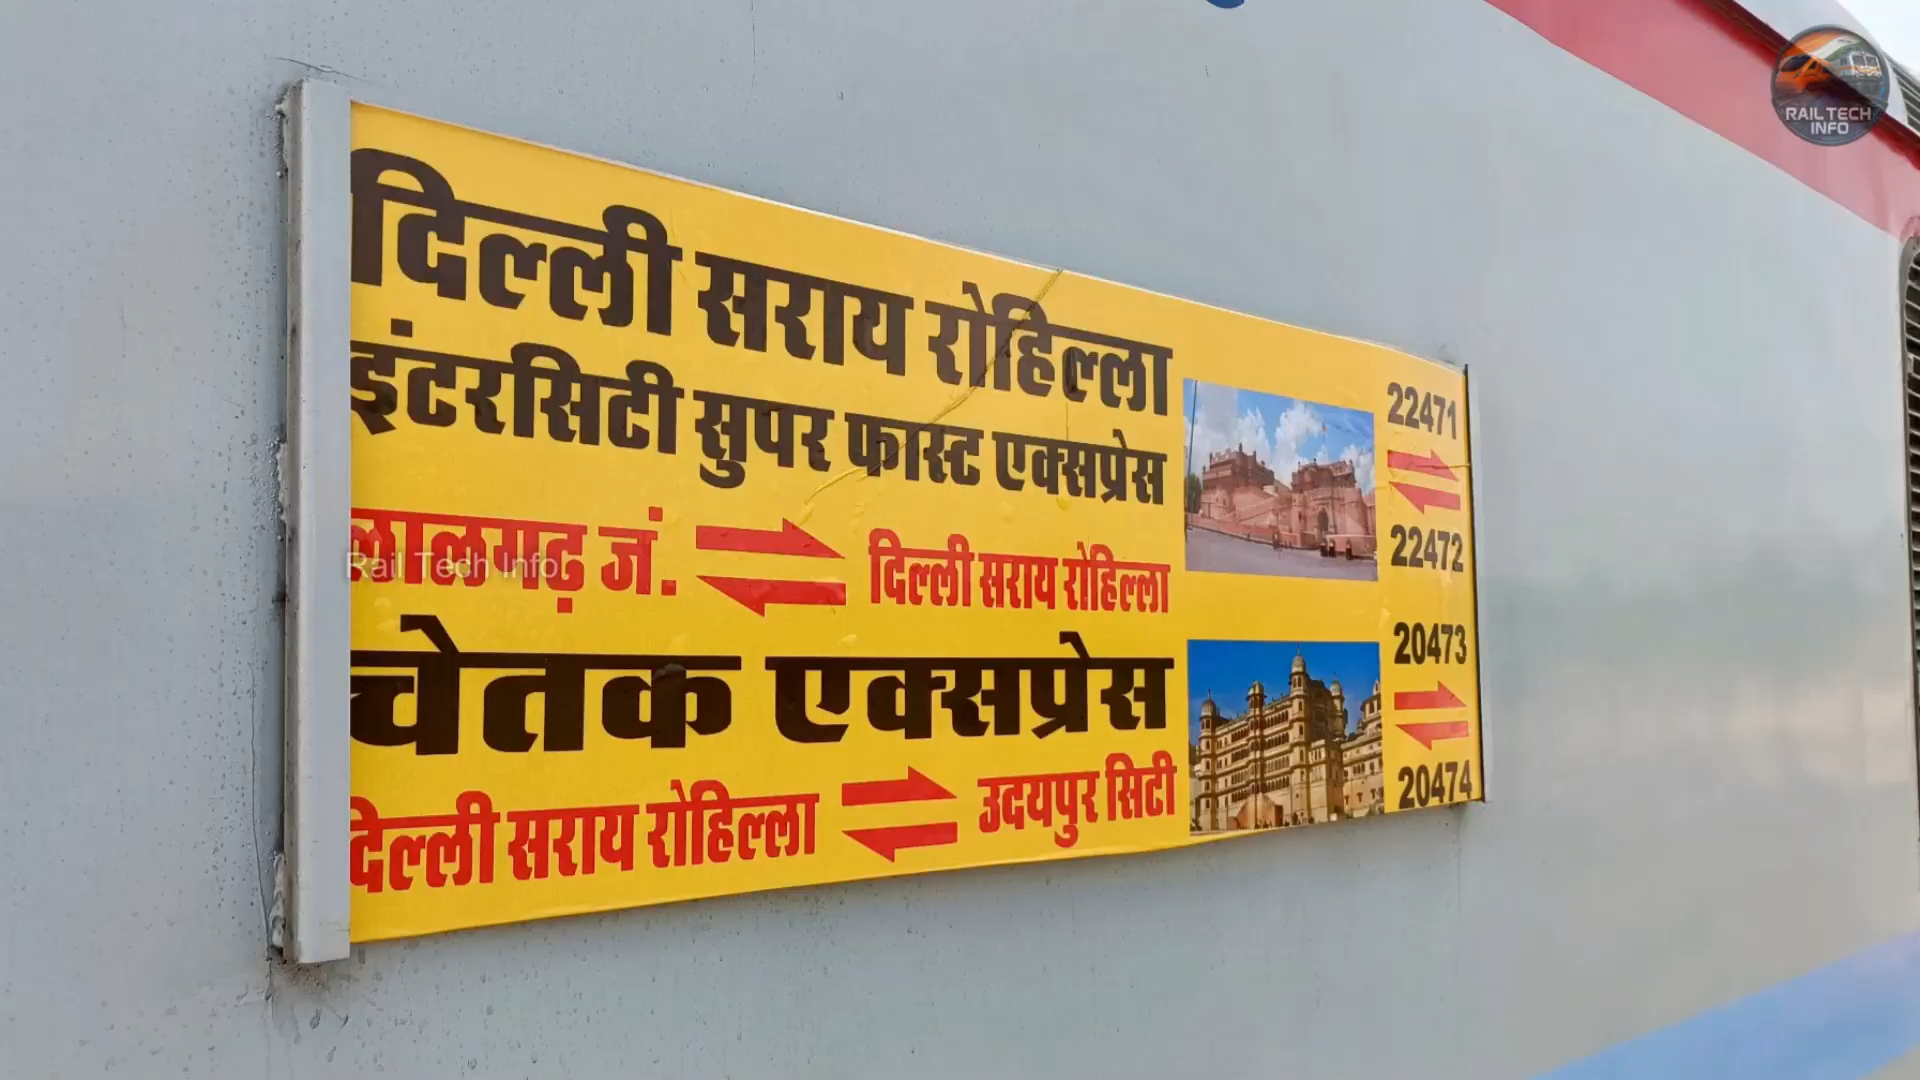 दिल्ली सराय रोहिल्ला
इंटरसिटी सुपर फास्ट एक्सप्रेस
लालगढ़ जं. दिल्ली सराय रोहिल्ला
22471
22472
चेतक एक्सप्रेस
दिल्ली सराय रोहिल्ला उदयपुर सिटी
20473
20474
Rail Tech Info
RAIL TECH
INFO